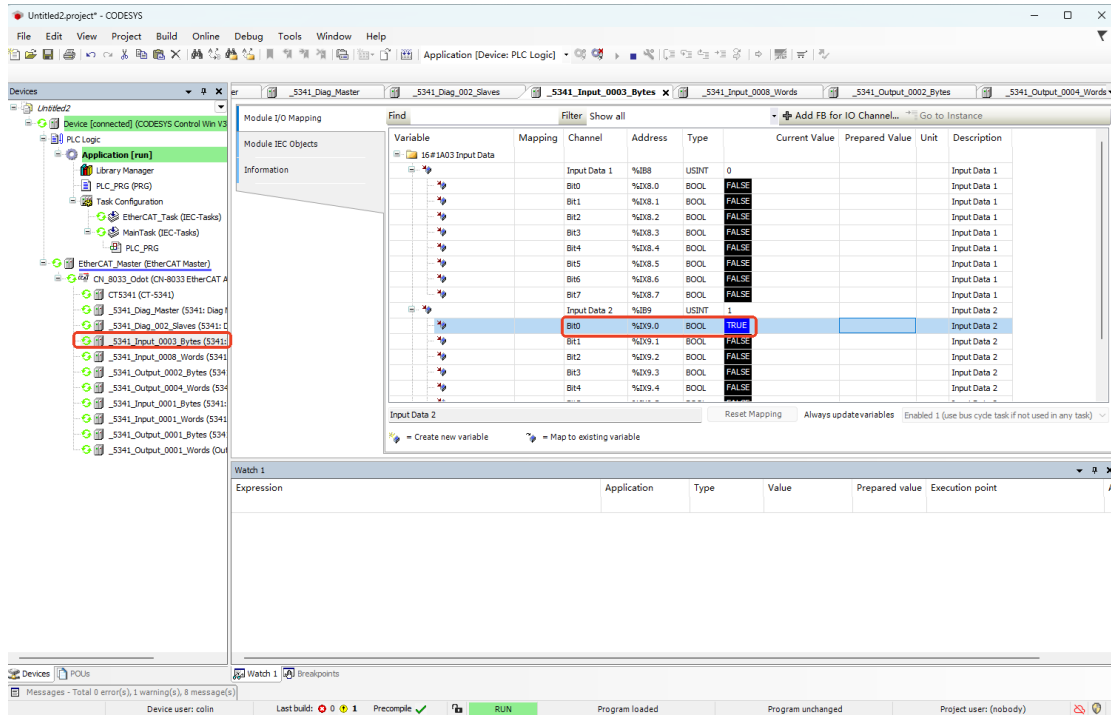 Untitled2.project* - CODESYS
File Edit View Project Build Online Debug Tools Window Help
Application [Device: PLC Logic]
Devices
Untitled2
Device [connected] (CODESYS Control Win V3
PLC Logic
Application [run]
Library Manager
PLC_PRG (PRG)
Task Configuration
EtherCAT_Task (IEC-Tasks)
MainTask (IEC-Tasks)
PLC_PRG
EtherCAT_Master (EtherCAT Master)
CN_8033_Odot (CN-8033 EtherCAT A
CT5341 (CT-5341)
_5341_Diag_Master (5341: Diag
_5341_Diag_002_Slaves (5341: D
_5341_Input_0003_Bytes (5341:
_5341_Input_0008_Words (5341
_5341_Output_0002_Bytes (534
_5341_Output_0004_Words (534
_5341_Input_0001_Bytes (5341:
_5341_Input_0001_Words (5341
_5341_Output_0001_Bytes (534
_5341_Output_0001_Words (Out
Devices POUs
er _5341_Diag_Master _5341_Diag_002_Slaves _5341_Input_0003_Bytes _5341_Input_0008_Words _5341_Output_0002_Bytes _5341_Output_0004_Words
Module I/O Mapping
Module IEC Objects
Information
Find Filter Show all Add FB for IO Channel... Go to Instance
Variable Mapping Channel Address Type Current Value Prepared Value Unit Description
16#1A03 Input Data
Input Data 1 %IB8 USINT 0 Input Data 1
Bit0 %IX8.0 BOOL FALSE Input Data 1
Bit1 %IX8.1 BOOL FALSE Input Data 1
Bit2 %IX8.2 BOOL FALSE Input Data 1
Bit3 %IX8.3 BOOL FALSE Input Data 1
Bit4 %IX8.4 BOOL FALSE Input Data 1
Bit5 %IX8.5 BOOL FALSE Input Data 1
Bit6 %IX8.6 BOOL FALSE Input Data 1
Bit7 %IX8.7 BOOL FALSE Input Data 1
Input Data 2 %IB9 USINT 1 Input Data 2
Bit0 %IX9.0 BOOL TRUE Input Data 2
Bit1 %IX9.1 BOOL FALSE Input Data 2
Bit2 %IX9.2 BOOL FALSE Input Data 2
Bit3 %IX9.3 BOOL FALSE Input Data 2
Bit4 %IX9.4 BOOL FALSE Input Data 2
Input Data 2 Reset Mapping Always update variables Enabled 1 (use bus cycle task if not used in any task)
= Create new variable = Map to existing variable
Watch 1
Expression Application Type Value Prepared value Execution point
Watch 1 Breakpoints
Messages - Total 0 error(s), 1 warning(s), 8 message(s)
Device user: colin Last build: 0 1 Precompile RUN Program loaded Program unchanged Project user: (nobody)